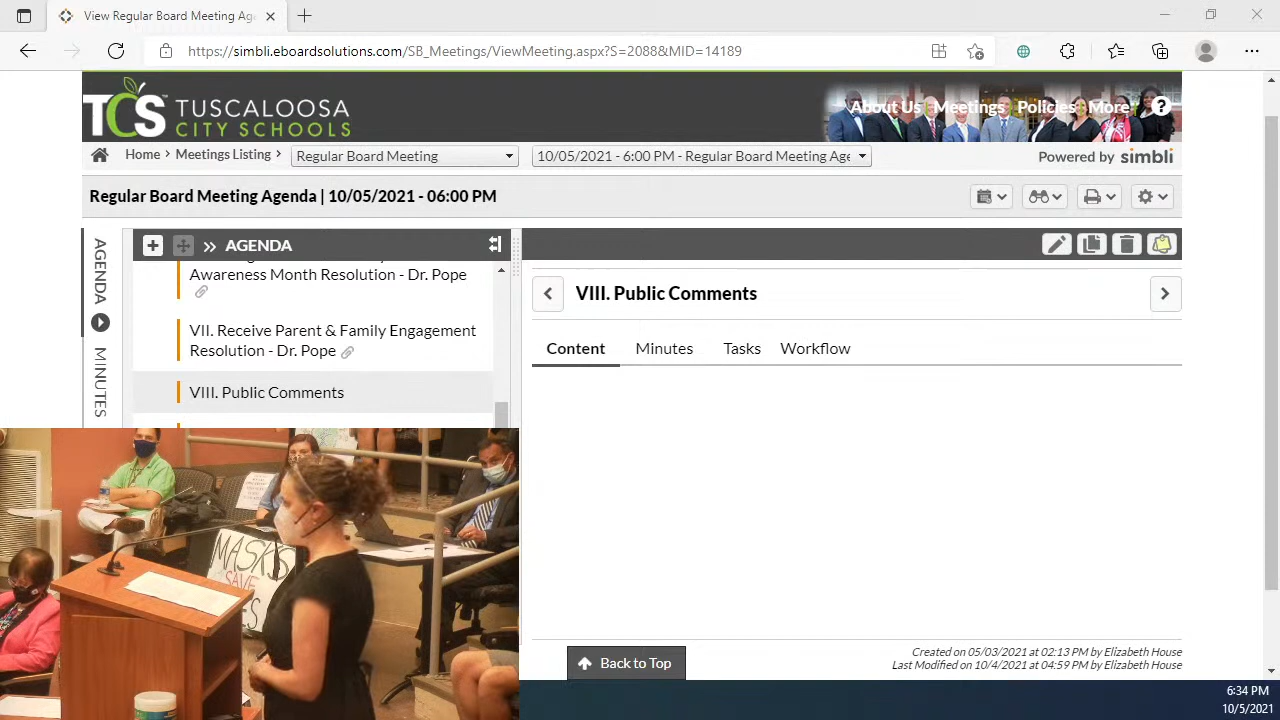 View Regular Board Meeting Age
https://simbli.eboardsolutions.com/SB_Meetings/ViewMeeting.aspx?S=2088&MID=14189
TCS TUSCALOOSA
CITY SCHOOLS
About Us Meetings Policies More
Home Meetings Listing Regular Board Meeting 10/05/2021 - 6:00 PM - Regular Board Meeting Age Powered by simbli
Regular Board Meeting Agenda | 10/05/2021 - 06:00 PM
AGENDA
MINUTES
AGENDA
Awareness Month Resolution - Dr. Pope
VII. Receive Parent & Family Engagement
Resolution - Dr. Pope
VIII. Public Comments
VIII. Public Comments
Content Minutes Tasks Workflow
MASKS
SAVE
Back to Top
Created on 05/03/2021 at 02:13 PM by Elizabeth House
Last Modified on 10/4/2021 at 04:59 PM by Elizabeth House
6:34 PM
10/5/2021